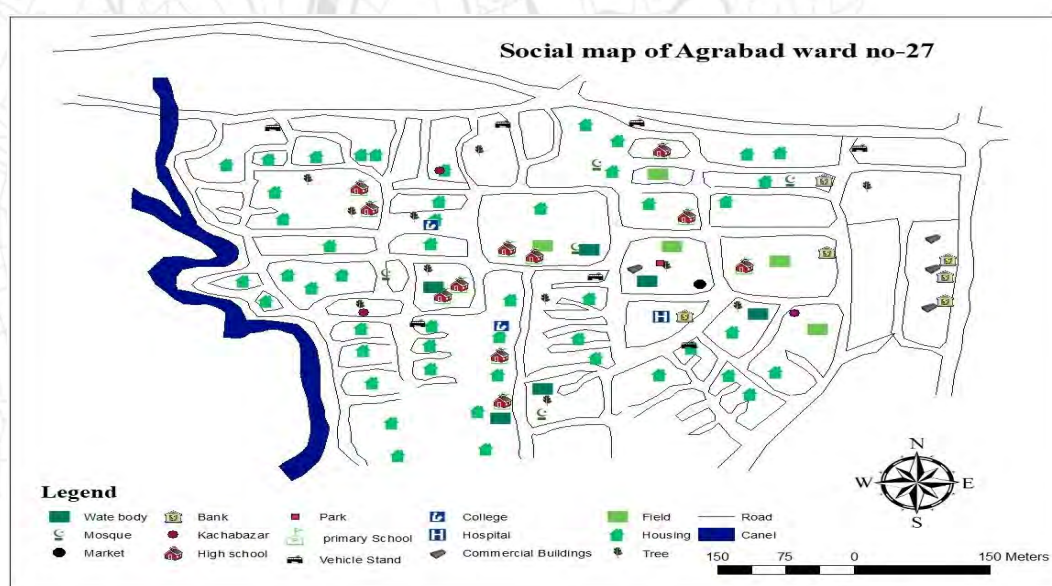 Social map of Agrabad ward no-27
N
W E
S
Legend
Wate body
Mosque
Market
Bank
Kachabazar
High school
Park
primary School
Vehicle Stand
College
Hospital
Commercial Buildings
Field
Housing
Tree
Road
Canel
150 75 0 150 Meters